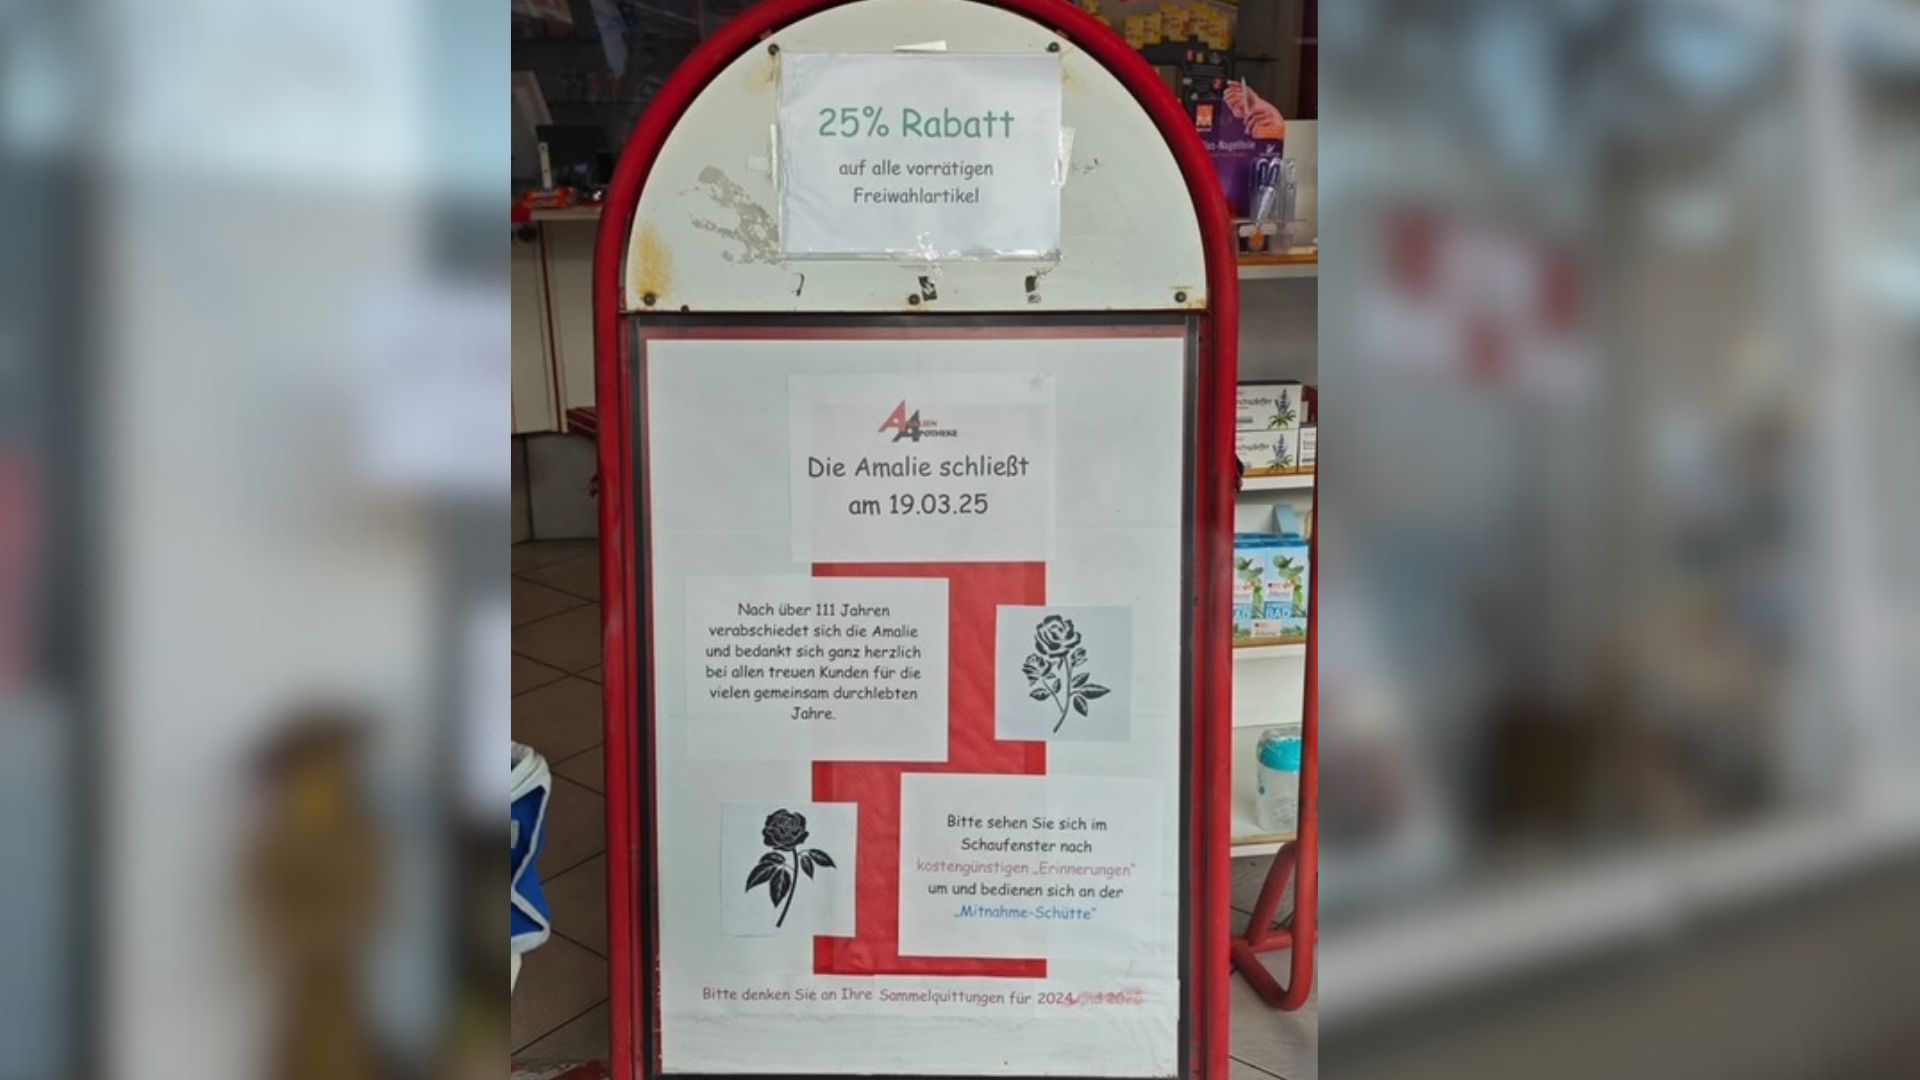 25% Rabatt
auf alle vorrätigen
Freiwahlartikel
APOTHEKE
Die Amalie schließt
am 19.03.25
Nach über 111 Jahren
verabschiedet sich die Amalie
und bedankt sich ganz herzlich
bei allen treuen Kunden für die
vielen gemeinsam durchlebten
Jahre.
Bitte sehen Sie sich im
Schaufenster nach
kostengünstigen „Erinnerungen"
um und bedienen sich an der
„Mitnahme-Schütte"
Bitte denken Sie an Ihre Sammelquittungen für 2024
BAD